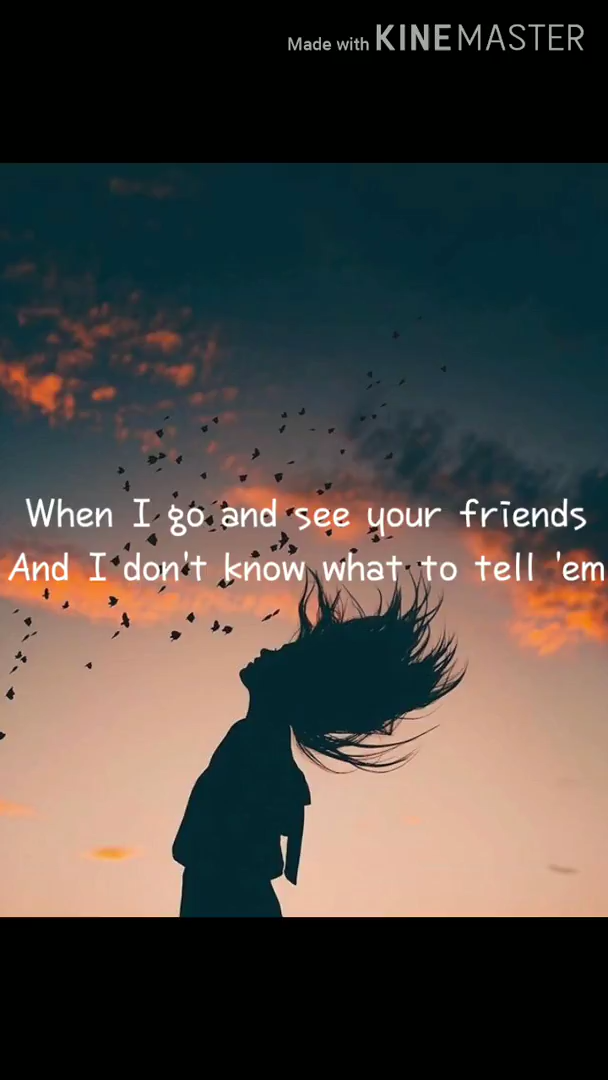 Made with KINEMASTER
When I go and see your friends
And I don't know what to tell 'em